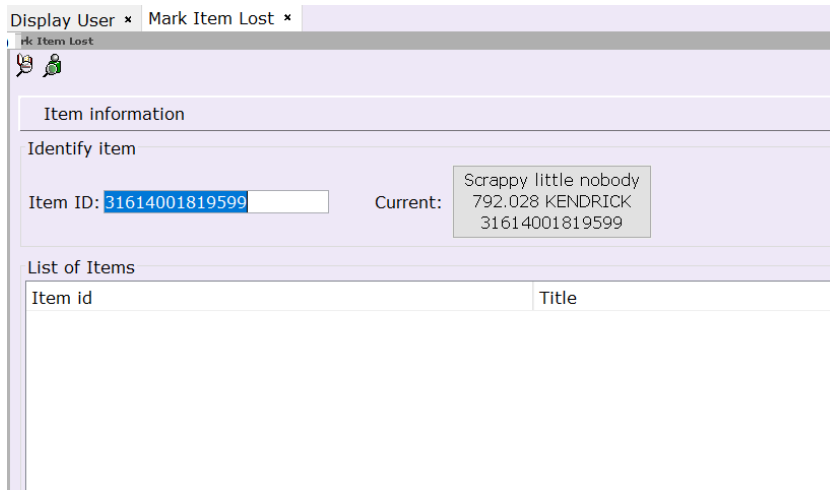 Display User × Mark Item Lost ×
rk Item Lost
Item information
Identify item
Item ID: 31614001819599 Current: Scrappy little nobody
792.028 KENDRICK
31614001819599
List of Items
Item id Title